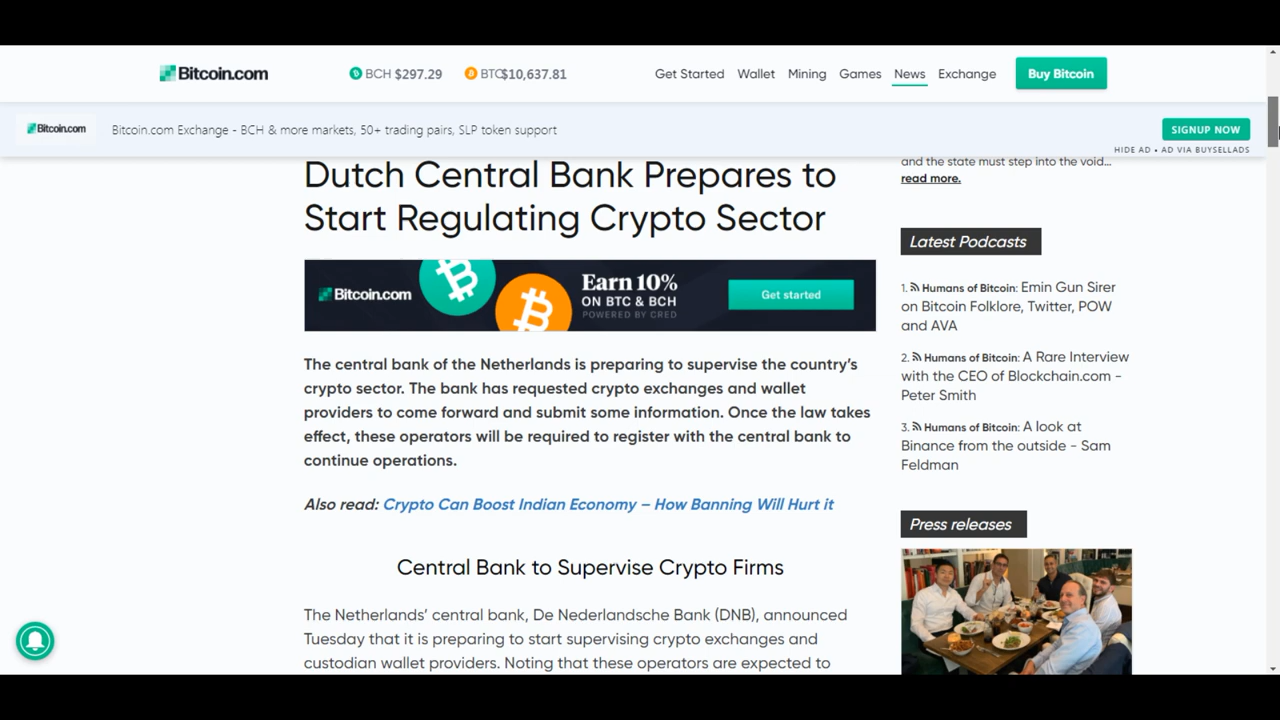 Bitcoin.com
BCH $297.29
BTC$10,637.81
Get Started Wallet Mining Games News Exchange
Buy Bitcoin
Bitcoin.com
Bitcoin.com Exchange - BCH & more markets, 50+ trading pairs, SLP token support
SIGNUP NOW
HIDE AD • AD VIA BUYSELLADS
Dutch Central Bank Prepares to
Start Regulating Crypto Sector
Bitcoin.com
Earn 10%
ON BTC & BCH
POWERED BY CRED
Get started
The central bank of the Netherlands is preparing to supervise the country's
crypto sector. The bank has requested crypto exchanges and wallet
providers to come forward and submit some information. Once the law takes
effect, these operators will be required to register with the central bank to
continue operations.
Also read: Crypto Can Boost Indian Economy – How Banning Will Hurt it
Central Bank to Supervise Crypto Firms
The Netherlands' central bank, De Nederlandsche Bank (DNB), announced
Tuesday that it is preparing to start supervising crypto exchanges and
custodian wallet providers. Noting that these operators are expected to
and the state must step into the void...
read more.
Latest Podcasts
1. Humans of Bitcoin: Emin Gun Sirer
on Bitcoin Folklore, Twitter, POW
and AVA
2. Humans of Bitcoin: A Rare Interview
with the CEO of Blockchain.com -
Peter Smith
3. Humans of Bitcoin: A look at
Binance from the outside - Sam
Feldman
Press releases